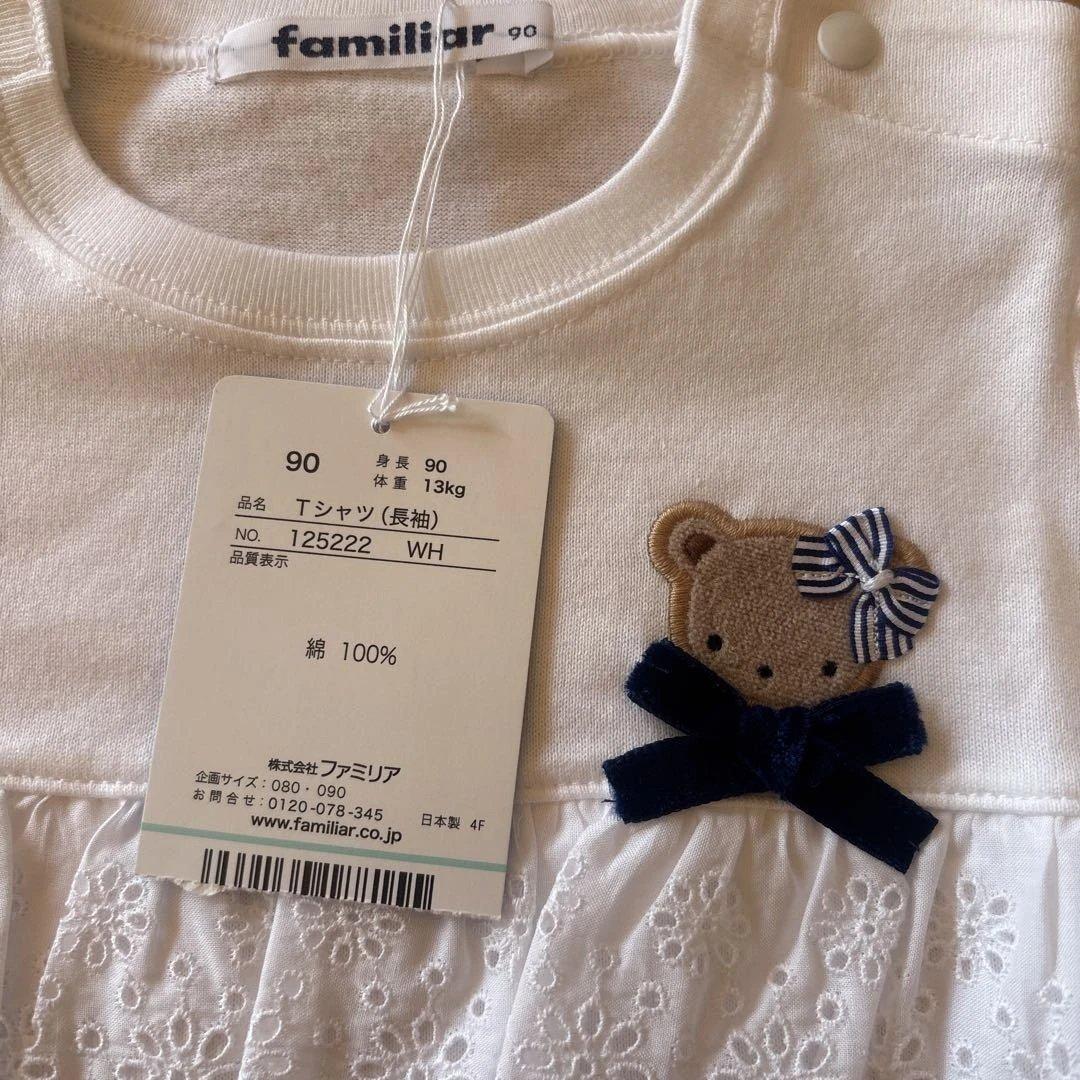 familiar 90
90
身長 90
体重 13kg
品名 Tシャツ(長袖)
NO. 125222 WH
品質表示
綿 100%
株式会社ファミリア
企画サイズ:080・090
お問合せ:0120-078-345
www.familiar.co.jp
日本製 4F